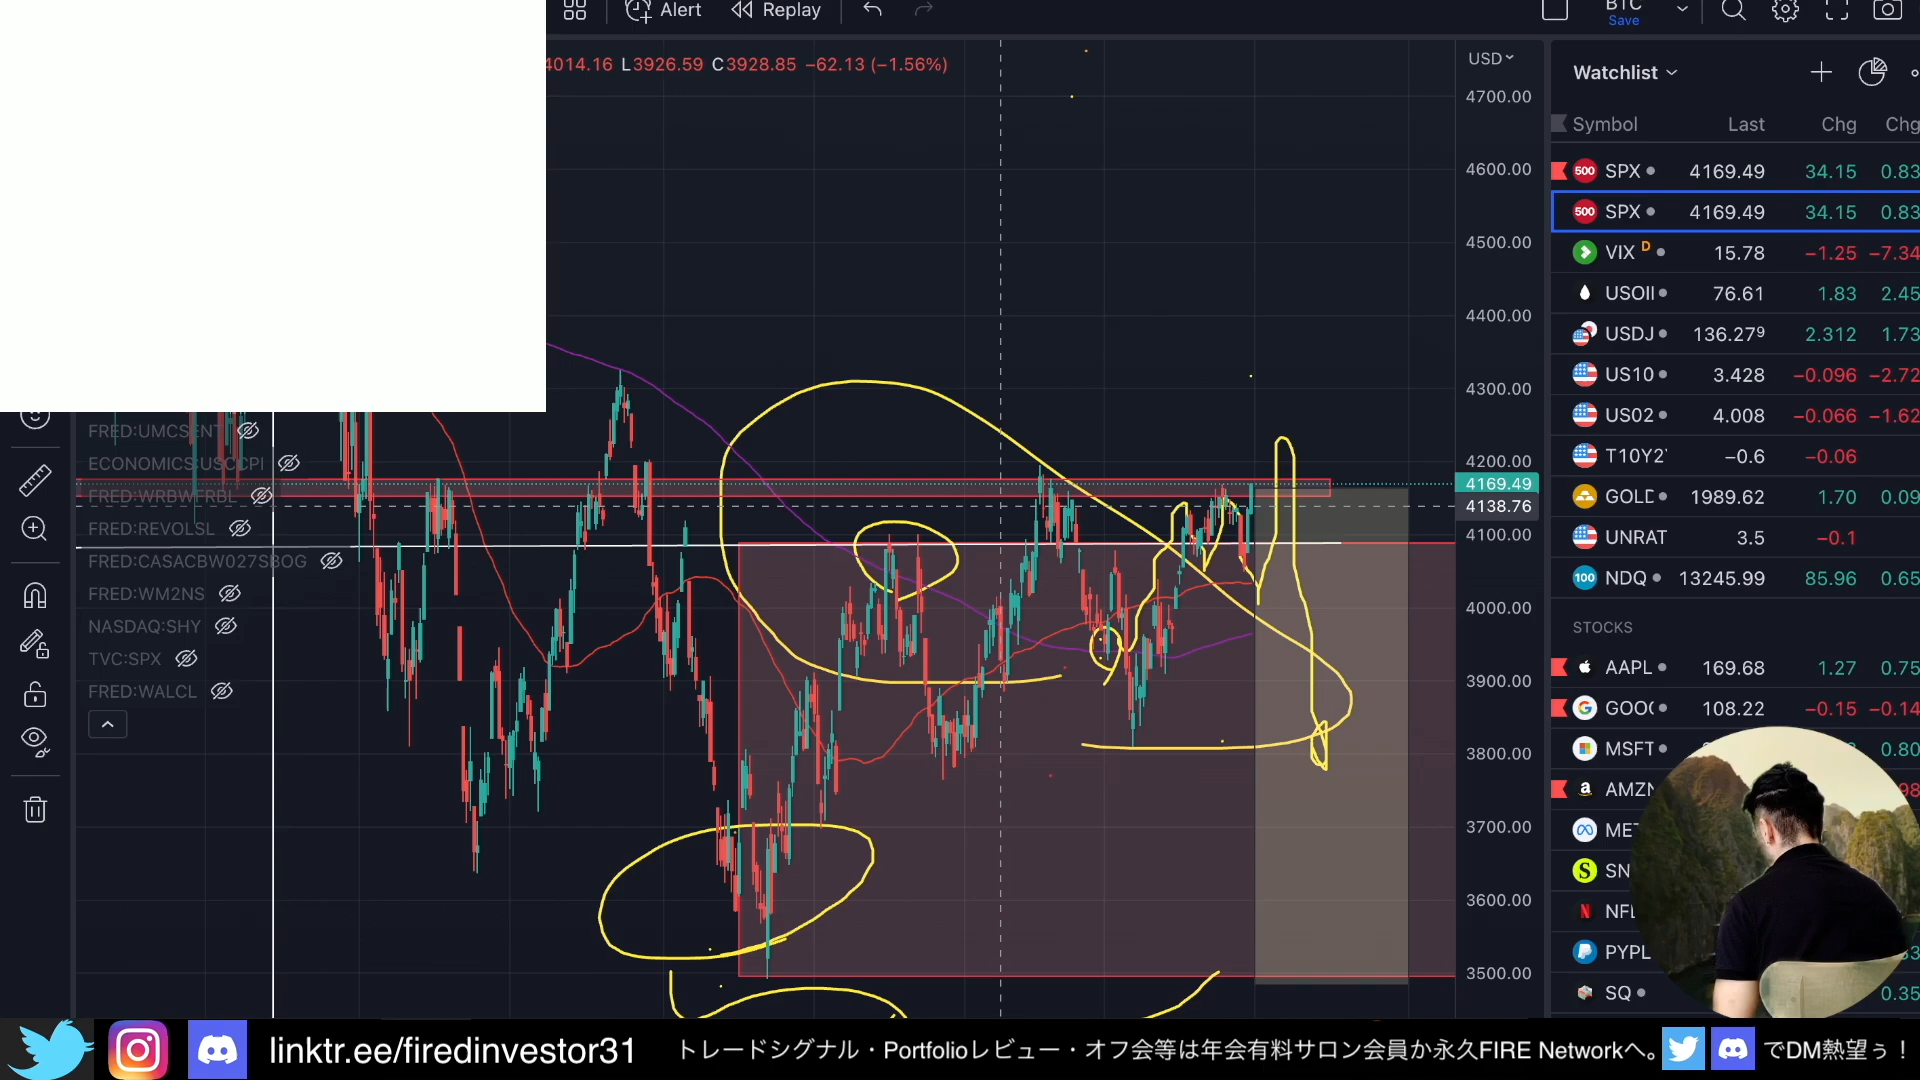 Alert
Replay
BTC
Save
4014.16 L3926.59 C3928.85 −62.13 (−1.56%)
USD
4700.00
4600.00
4500.00
4400.00
4300.00
4200.00
4169.49
4138.76
4100.00
4000.00
3900.00
3800.00
3700.00
3600.00
3500.00
FRED:UMCSENT
ECONOMICS:USCCPI
FRED:WRBWFRBL
FRED:REVOLSL
FRED:CASACBW027SBOG
FRED:WM2NS
NASDAQ:SHY
TVC:SPX
FRED:WALCL
Watchlist
Symbol Last Chg Chg
500 SPX 4169.49 34.15 0.83
500 SPX 4169.49 34.15 0.83
VIX D 15.78 −1.25 −7.34
USOIL 76.61 1.83 2.45
USDJ 136.279 2.312 1.73
US10 3.428 −0.096 −2.72
US02 4.008 −0.066 −1.62
T10Y2 −0.6 −0.06
GOLD 1989.62 1.70 0.09
UNRAT 3.5 −0.1
100 NDQ 13245.99 85.96 0.65
STOCKS
AAPL 169.68 1.27 0.75
GOO 108.22 −0.15 −0.14
MSFT
AMZN
ME
SN
NFL
PYPL
SQ 0.35
linktr.ee/firedinvestor31
トレードシグナル・Portfolioレビュー・オフ会等は年会有料サロン会員か永久FIRE Networkへ。 でDM熱望ぅ！